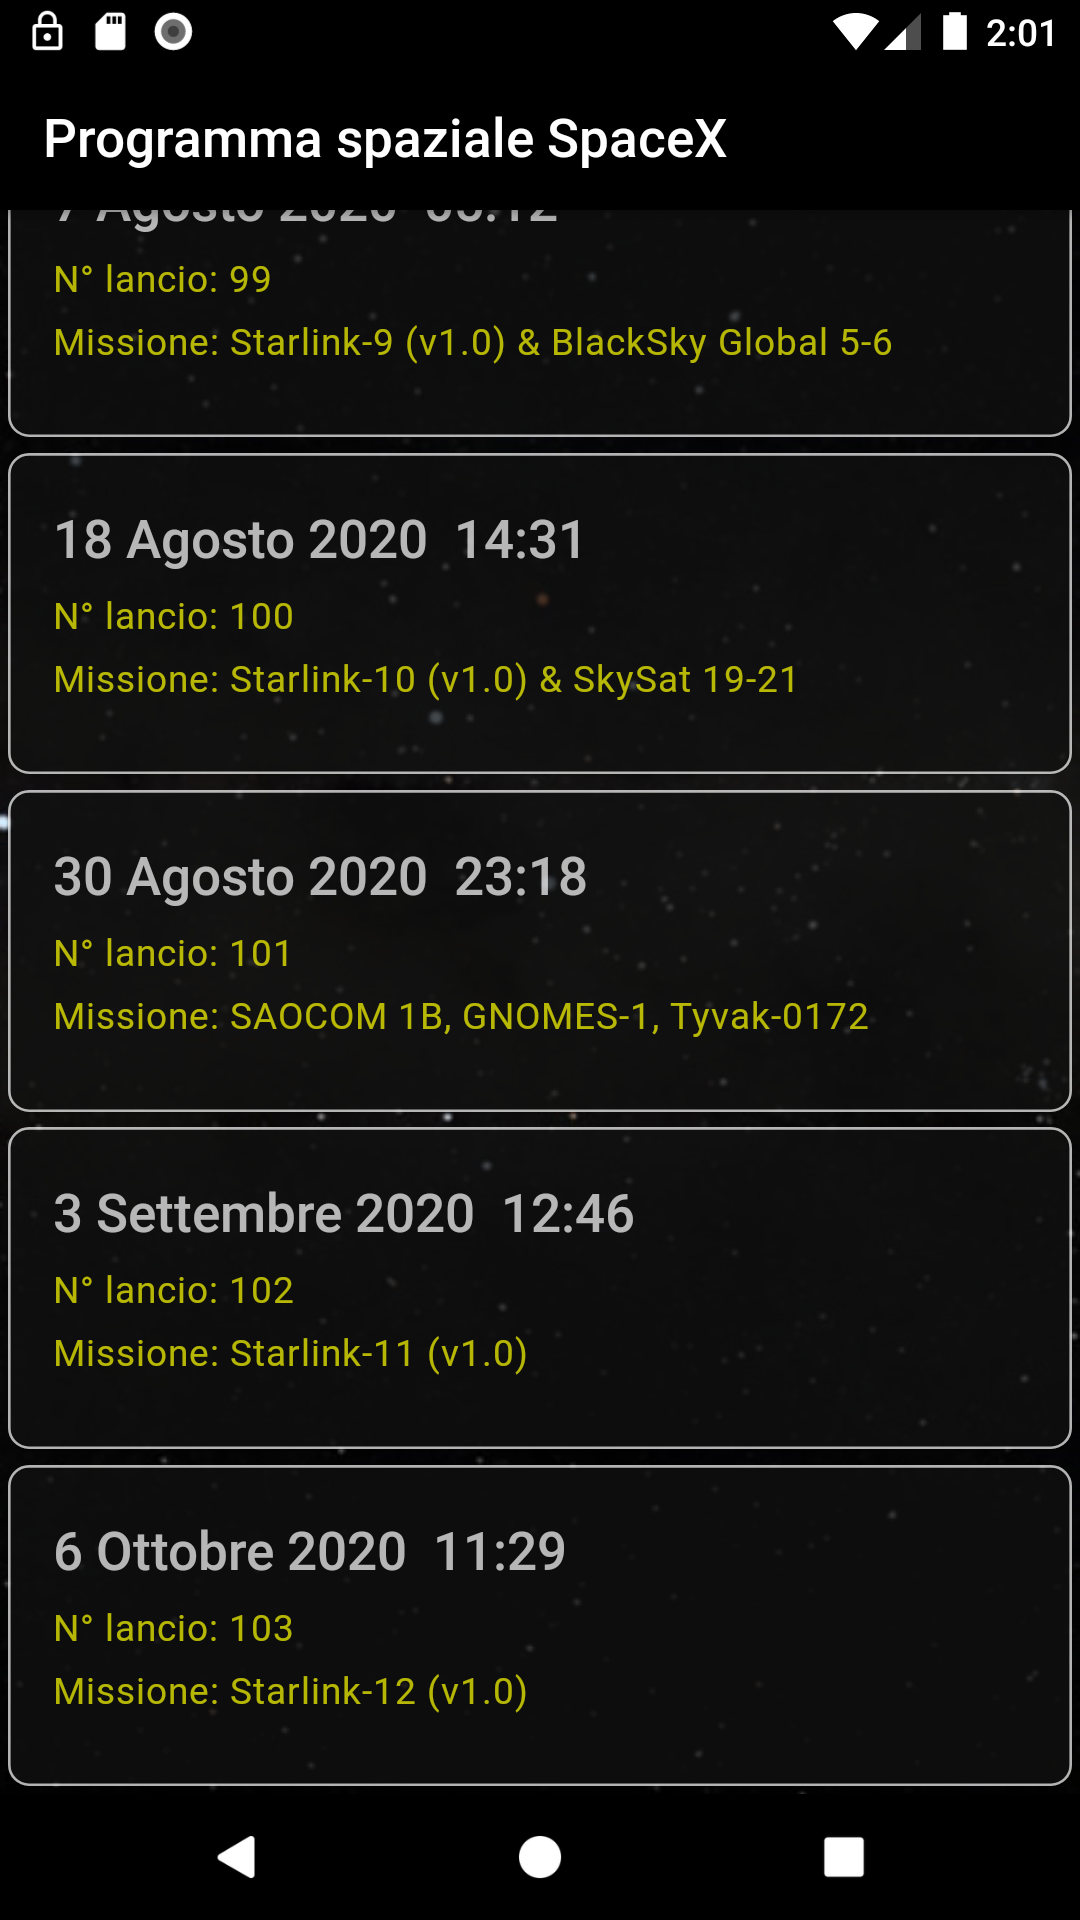 2:01
Programma spaziale SpaceX
7 Agosto 2020
N° lancio: 99
Missione: Starlink-9 (v1.0) & BlackSky Global 5-6
18 Agosto 2020 14:31
N° lancio: 100
Missione: Starlink-10 (v1.0) & SkySat 19-21
30 Agosto 2020 23:18
N° lancio: 101
Missione: SAOCOM 1B, GNOMES-1, Tyvak-0172
3 Settembre 2020 12:46
N° lancio: 102
Missione: Starlink-11 (v1.0)
6 Ottobre 2020 11:29
N° lancio: 103
Missione: Starlink-12 (v1.0)